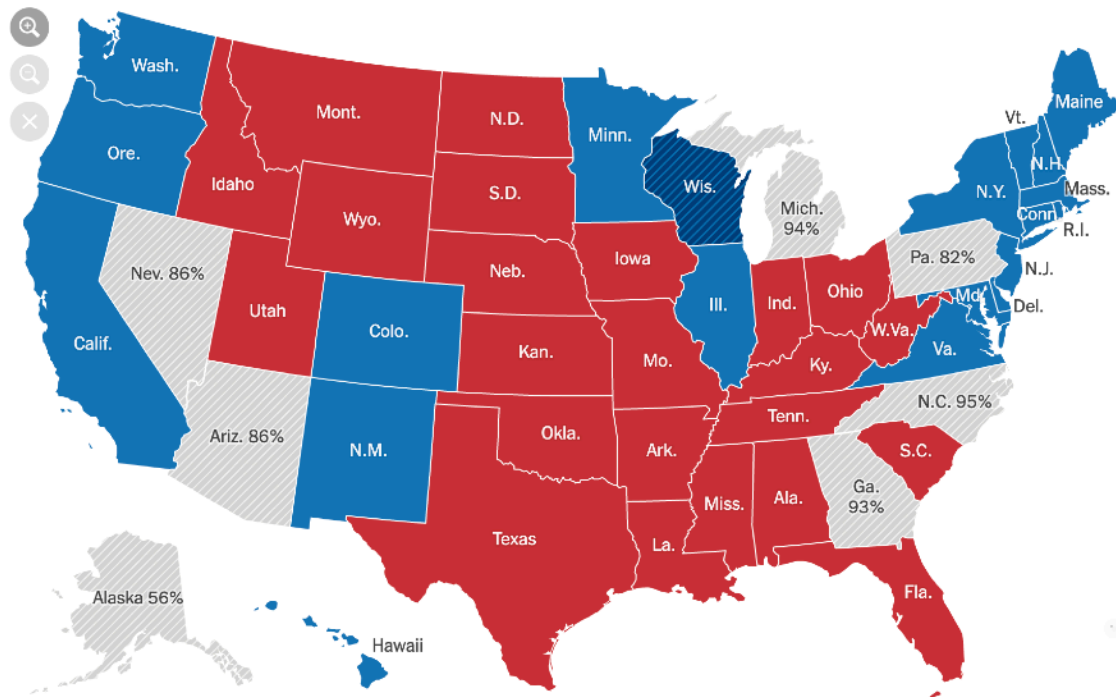 Wash.
Mont.
N.D.
Minn.
Vt.
Maine
Ore.
Idaho
S.D.
Wis.
N.H.
N.Y.
Mass.
Wyo.
Mich.
94%
Conn
R.I.
Nev. 86%
Neb.
Iowa
Pa. 82%
N.J.
Utah
Colo.
Ill.
Ind.
Ohio
Md
Del.
Calif.
Kan.
Mo.
W.Va.
Va.
Ky.
Ariz. 86%
N.M.
Okla.
Ark.
Tenn.
N.C. 95%
S.C.
Texas
La.
Miss.
Ala.
Ga.
93%
Alaska 56%
Fla.
Hawaii